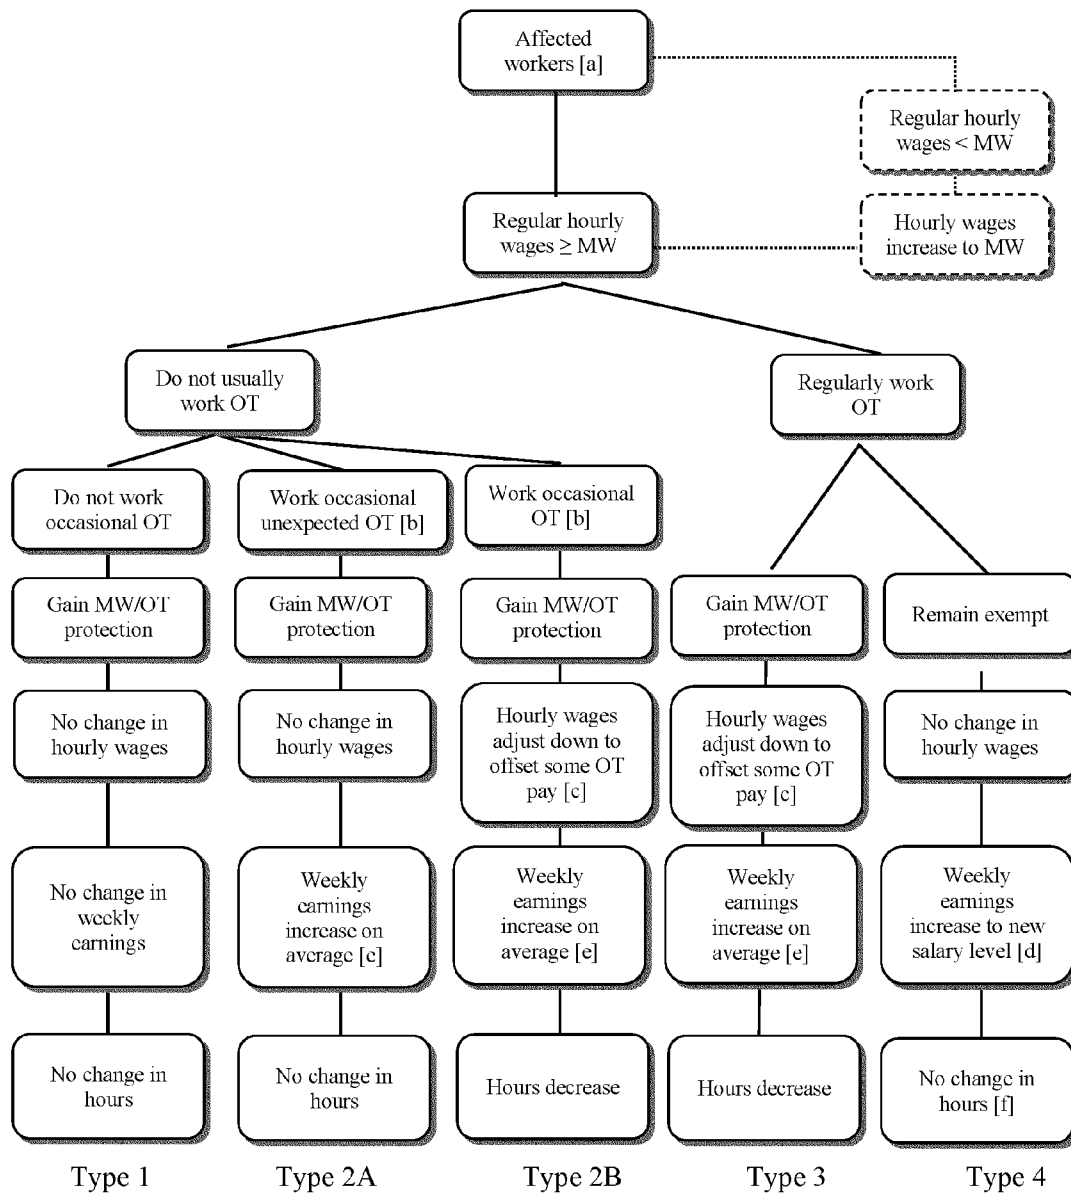 Affected
workers [a]
Regular hourly
wages < MW
Regular hourly
wages ≥ MW
Hourly wages
increase to MW
Do not usually
work OT
Regularly work
OT
Do not work
occasional OT
Work occasional
unexpected OT [b]
Work occasional
OT [b]
Gain MW/OT
protection
Gain MW/OT
protection
Gain MW/OT
protection
Gain MW/OT
protection
Remain exempt
No change in
hourly wages
No change in
hourly wages
Hourly wages
adjust down to
offset some OT
pay [c]
Hourly wages
adjust down to
offset some OT
pay [c]
No change in
hourly wages
No change in
weekly
earnings
Weekly
earnings
increase on
average [e]
Weekly
earnings
increase on
average [e]
Weekly
earnings
increase on
average [e]
Weekly
earnings
increase to new
salary level [d]
No change in
hours
No change in
hours
Hours decrease
Hours decrease
No change in
hours [f]
Type 1
Type 2A
Type 2B
Type 3
Type 4